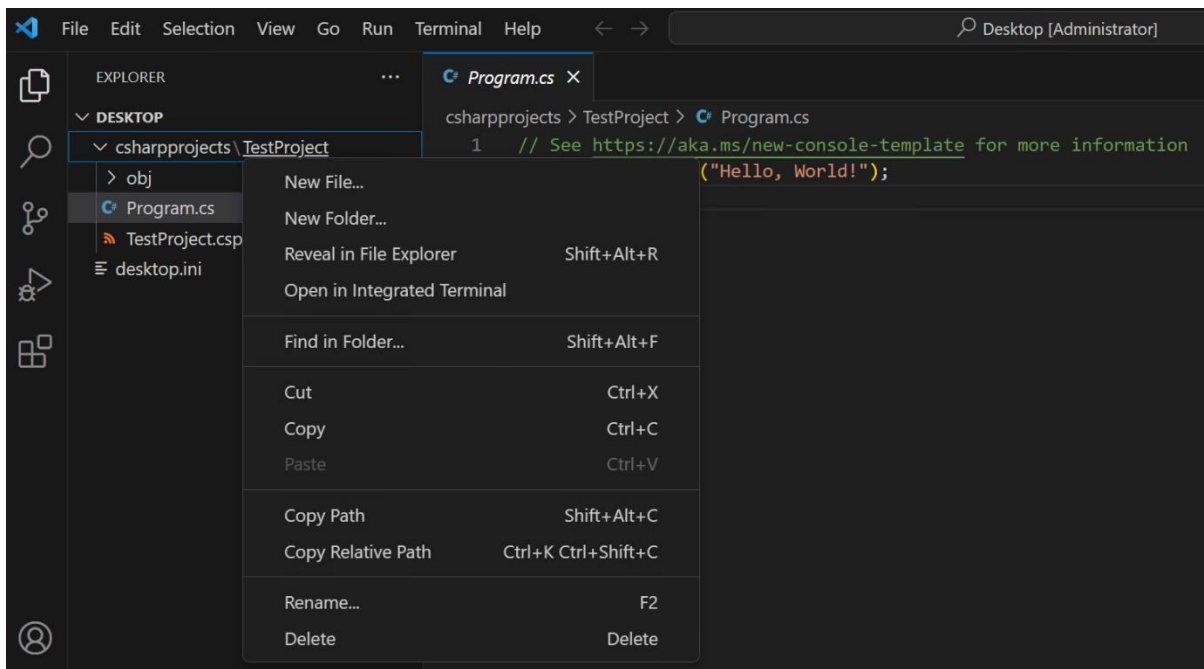 File Edit Selection View Go Run Terminal Help
Desktop [Administrator]
EXPLORER ...
Program.cs
DESKTOP
csharpprojects\TestProject
obj
Program.cs
TestProject.csp
desktop.ini
csharpprojects > TestProject > C# Program.cs
1 // See https://aka.ms/new-console-template for more information
("Hello, World!");
New File...
New Folder...
Reveal in File Explorer Shift+Alt+R
Open in Integrated Terminal
Find in Folder... Shift+Alt+F
Cut Ctrl+X
Copy Ctrl+C
Paste Ctrl+V
Copy Path Shift+Alt+C
Copy Relative Path Ctrl+K Ctrl+Shift+C
Rename... F2
Delete Delete